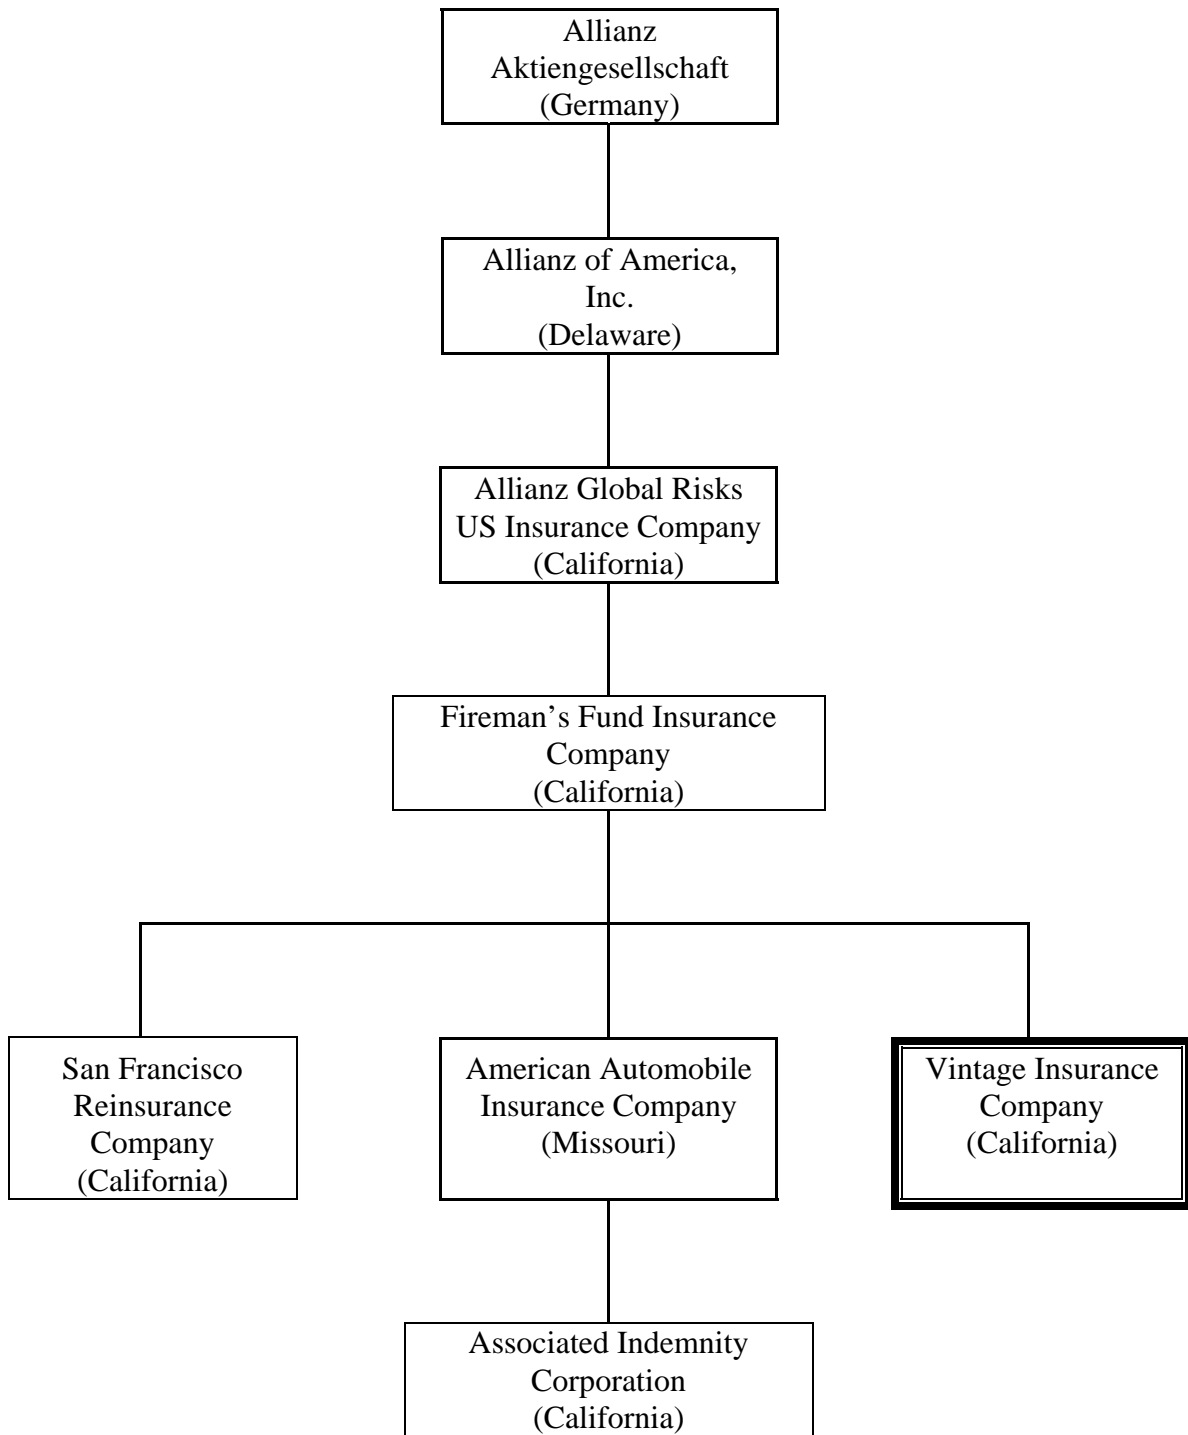 Allianz
Aktiengesellschaft
(Germany)
Allianz of America,
Inc.
(Delaware)
Allianz Global Risks
US Insurance Company
(California)
Fireman’s Fund Insurance
Company
(California)
San Francisco
Reinsurance
Company
(California)
American Automobile
Insurance Company
(Missouri)
Vintage Insurance
Company
(California)
Associated Indemnity
Corporation
(California)